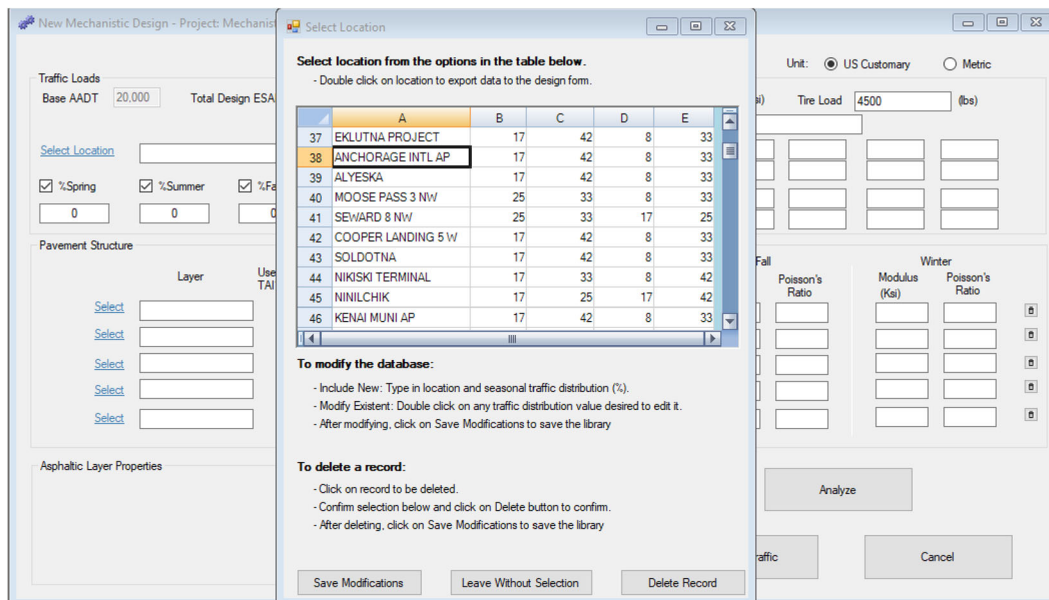 New Mechanistic Design - Project: Mechanist
Select Location
Select location from the options in the table below.
- Double click on location to export data to the design form.
Unit: US Customary Metric
Traffic Loads
Base AADT 20,000 Total Design ESA
si) Tire Load 4500 (lbs)
A B C D E
37 EKLUTNA PROJECT 17 42 8 33
38 ANCHORAGE INTL AP 17 42 8 33
39 ALYESKA 17 42 8 33
40 MOOSE PASS 3 NW 25 33 8 33
41 SEWARD 8 NW 25 33 17 25
42 COOPER LANDING 5 W 17 42 8 33
43 SOLDOTNA 17 42 8 33
44 NIKISKI TERMINAL 17 33 8 42
45 NINILCHIK 17 25 17 42
46 KENAI MUNI AP 17 42 8 33
Select Location
%Spring %Summer %Fa
0 0 0
Pavement Structure
Layer Use
TAI
Select
Select
Select
Select
Select
Fall Winter
Poisson's Modulus Poisson's
Ratio (Ksi) Ratio
To modify the database:
- Include New: Type in location and seasonal traffic distribution (%).
- Modify Existent: Double click on any traffic distribution value desired to edit it.
- After modifying, click on Save Modifications to save the library
To delete a record:
- Click on record to be deleted.
- Confirm selection below and click on Delete button to confirm.
- After deleting, click on Save Modifications to save the library
Asphaltic Layer Properties
Analyze
Save Modifications Leave Without Selection Delete Record
affic Cancel